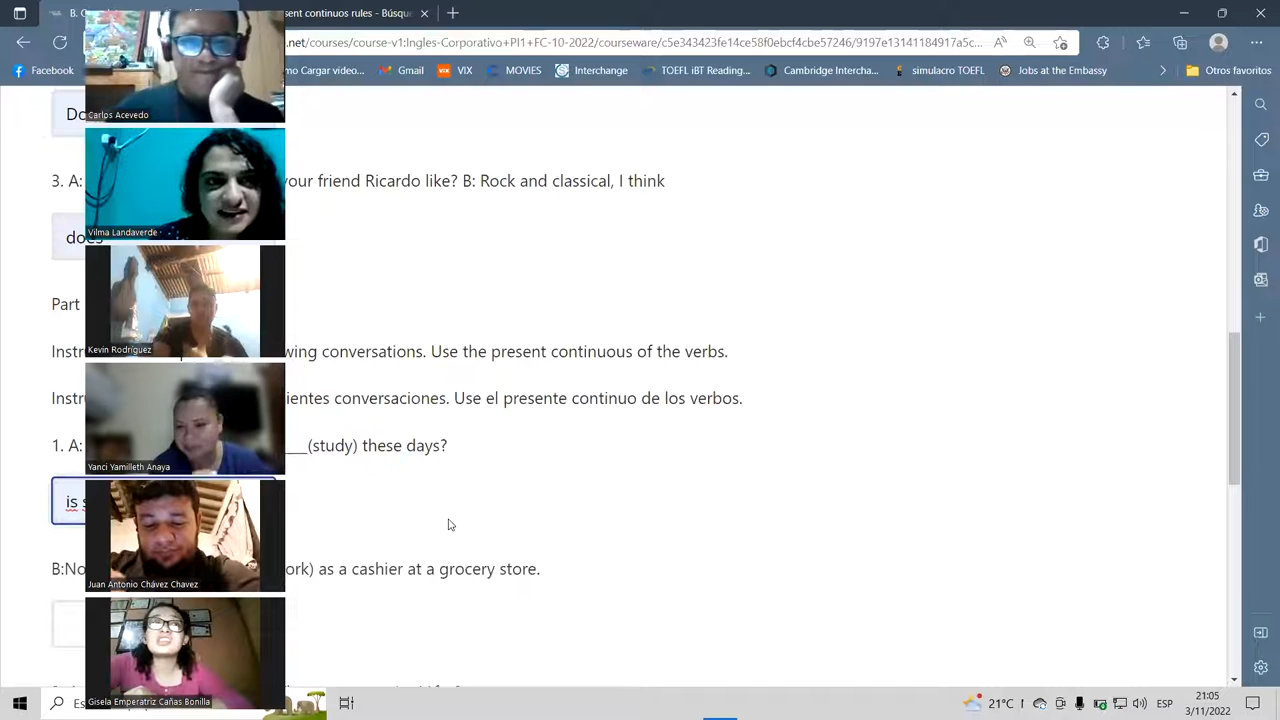 sent continuos rules - Búsqu
.net/courses/course-v1:Ingles-Corporativo+PI1+FC-10-2022/courseware/c5e343423fe14ce58f0ebcf4cbe57246/9197e13141184917a5c...
Facebook
mo Cargar video...
Gmail
VIX
MOVIES
Interchange
TOEFL iBT Reading...
New Interchan...
simulacro TOEFL
Jobs at the Embassy
Otros favoritos
Do
Carlos Acevedo
3. A:
your friend Ricardo like? B: Rock and classical, I think
Vilma Landaverde
Part
Kevin Rodríguez
Instr
wing conversations. Use the present continuous of the verbs.
Instr
ientes conversaciones. Use el presente continuo de los verbos.
1. A:
(study) these days?
Yanci Yamilleth Anaya
Juan Antonio Chávez Chavez
B:No
ork) as a cashier at a grocery store.
Gisela Emperatriz Cañas Bonilla
21°C
21:05
3/11/2022